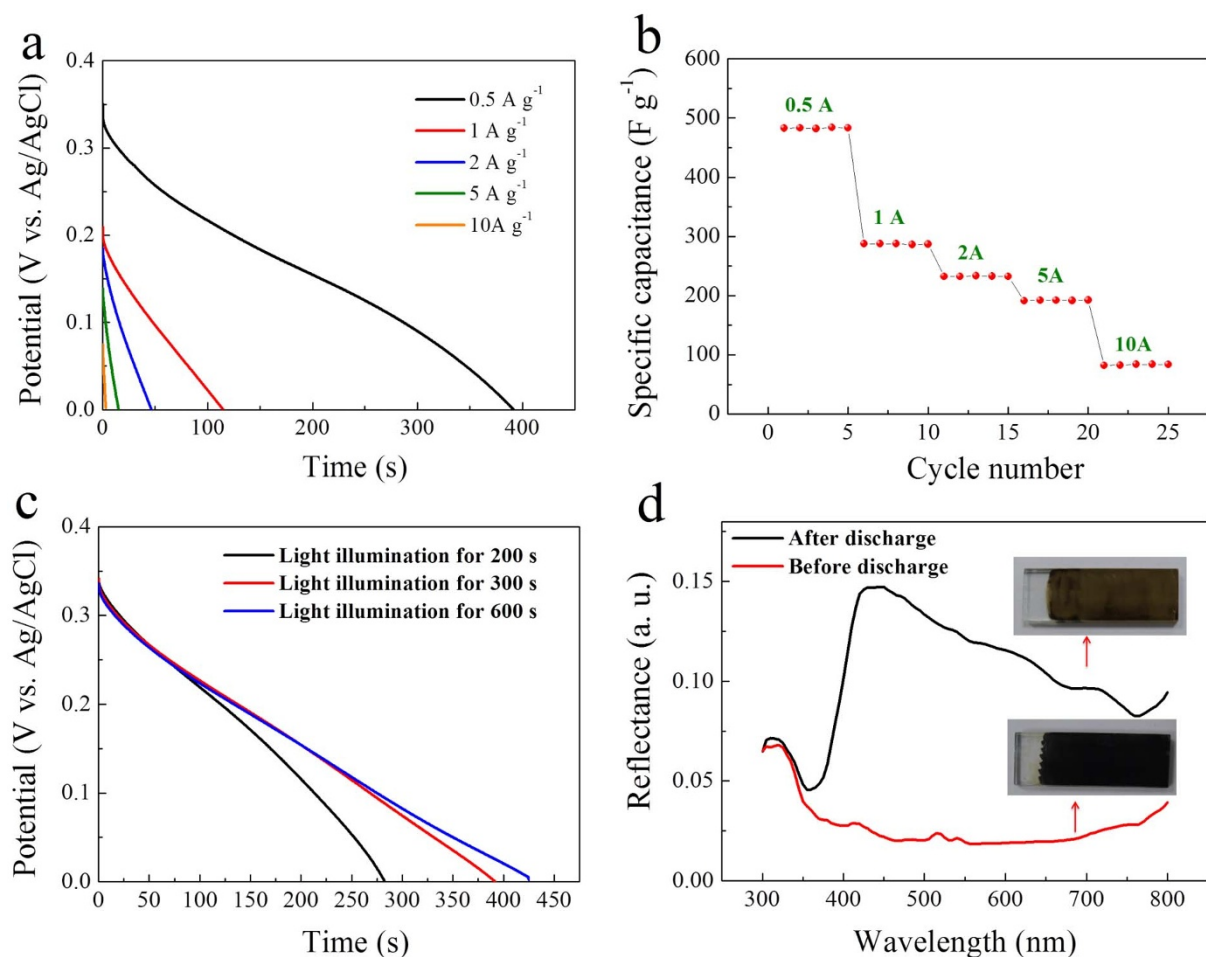 a
0.4
0.3
0.2
0.1
0.0
0
100
200
300
400
Potential (V vs. Ag/AgCl)
Time (s)
0.5 A g⁻¹
1 A g⁻¹
2 A g⁻¹
5 A g⁻¹
10A g⁻¹
b
600
500
400
300
200
100
0
0
5
10
15
20
25
Specific capacitance (F g⁻¹)
Cycle number
0.5 A
1 A
2A
5A
10A
c
0.4
0.3
0.2
0.1
0.0
0
50
100
150
200
250
300
350
400
450
Potential (V vs. Ag/AgCl)
Time (s)
Light illumination for 200 s
Light illumination for 300 s
Light illumination for 600 s
d
0.15
0.10
0.05
0.00
300
400
500
600
700
800
Reflectance (a. u.)
Wavelength (nm)
After discharge
Before discharge